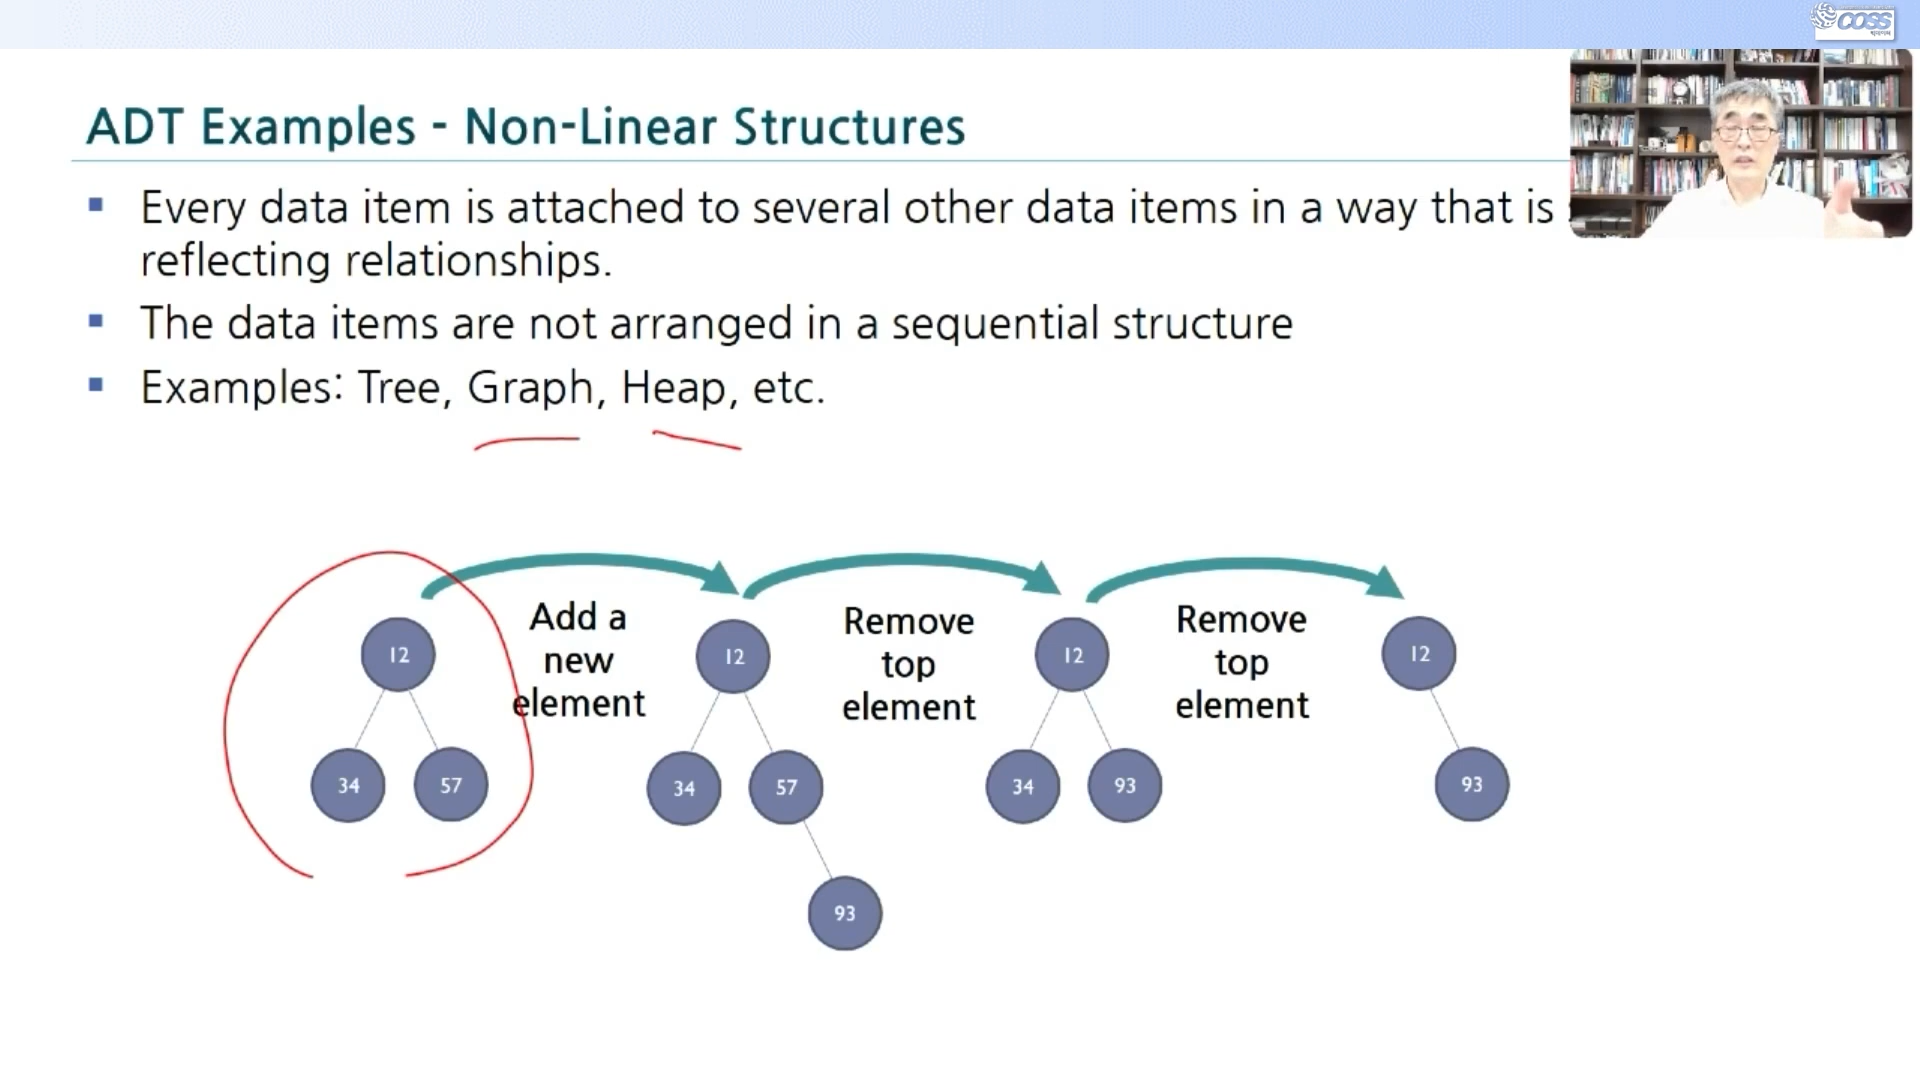 COSS
ADT Examples - Non-Linear Structures
▪ Every data item is attached to several other data items in a way that is
reflecting relationships.
▪ The data items are not arranged in a sequential structure
▪ Examples: Tree, Graph, Heap, etc.
Add a
new
element
Remove
top
element
Remove
top
element
12
12
12
12
34
57
34
57
34
93
93
93